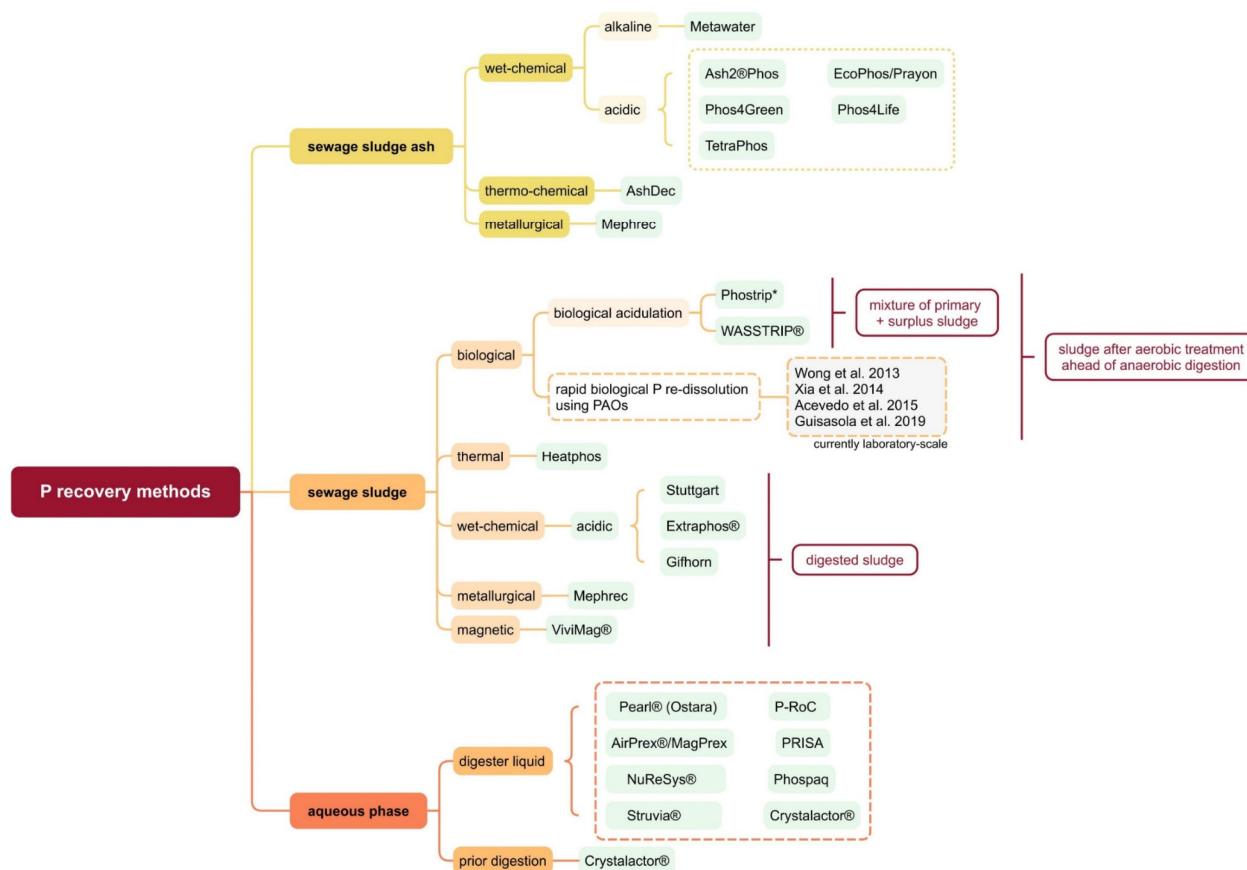 P recovery methods
sewage sludge ash
wet-chemical
alkaline
Metawater
acidic
Ash2®Phos
EcoPhos/Prayon
Phos4Green
Phos4Life
TetraPhos
thermo-chemical
AshDec
metallurgical
Mephrec
sewage sludge
biological
biological acidulation
Phostrip*
WASSTRIP®
mixture of primary
+ surplus sludge
rapid biological P re-dissolution
using PAOs
Wong et al. 2013
Xia et al. 2014
Acevedo et al. 2015
Guisasola et al. 2019
currently laboratory-scale
sludge after aerobic treatment
ahead of anaerobic digestion
thermal
Heatphos
wet-chemical
acidic
Stuttgart
Extraphos®
Gifhorn
metallurgical
Mephrec
magnetic
ViviMag®
digested sludge
aqueous phase
digester liquid
Pearl® (Ostara)
P-RoC
AirPrex®/MagPrex
PRISA
NuReSys®
Phospaq
Struvia®
Crystalactor®
prior digestion
Crystalactor®